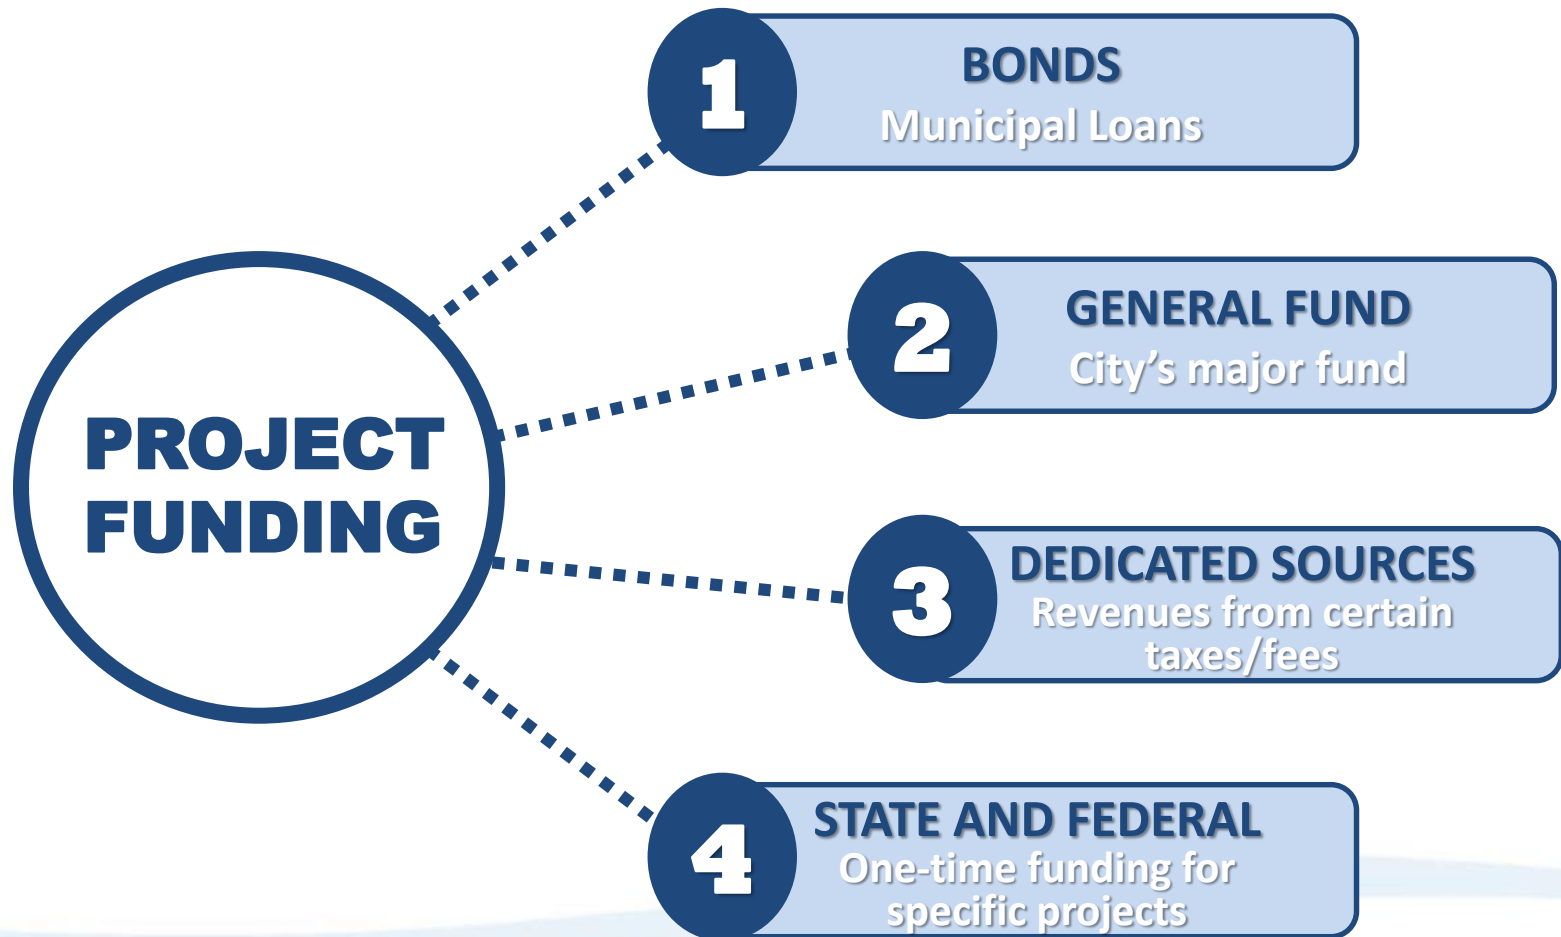 PROJECT
FUNDING
1
BONDS
Municipal Loans
2
GENERAL FUND
City’s major fund
3
DEDICATED SOURCES
Revenues from certain
taxes/fees
4
STATE AND FEDERAL
One-time funding for
specific projects